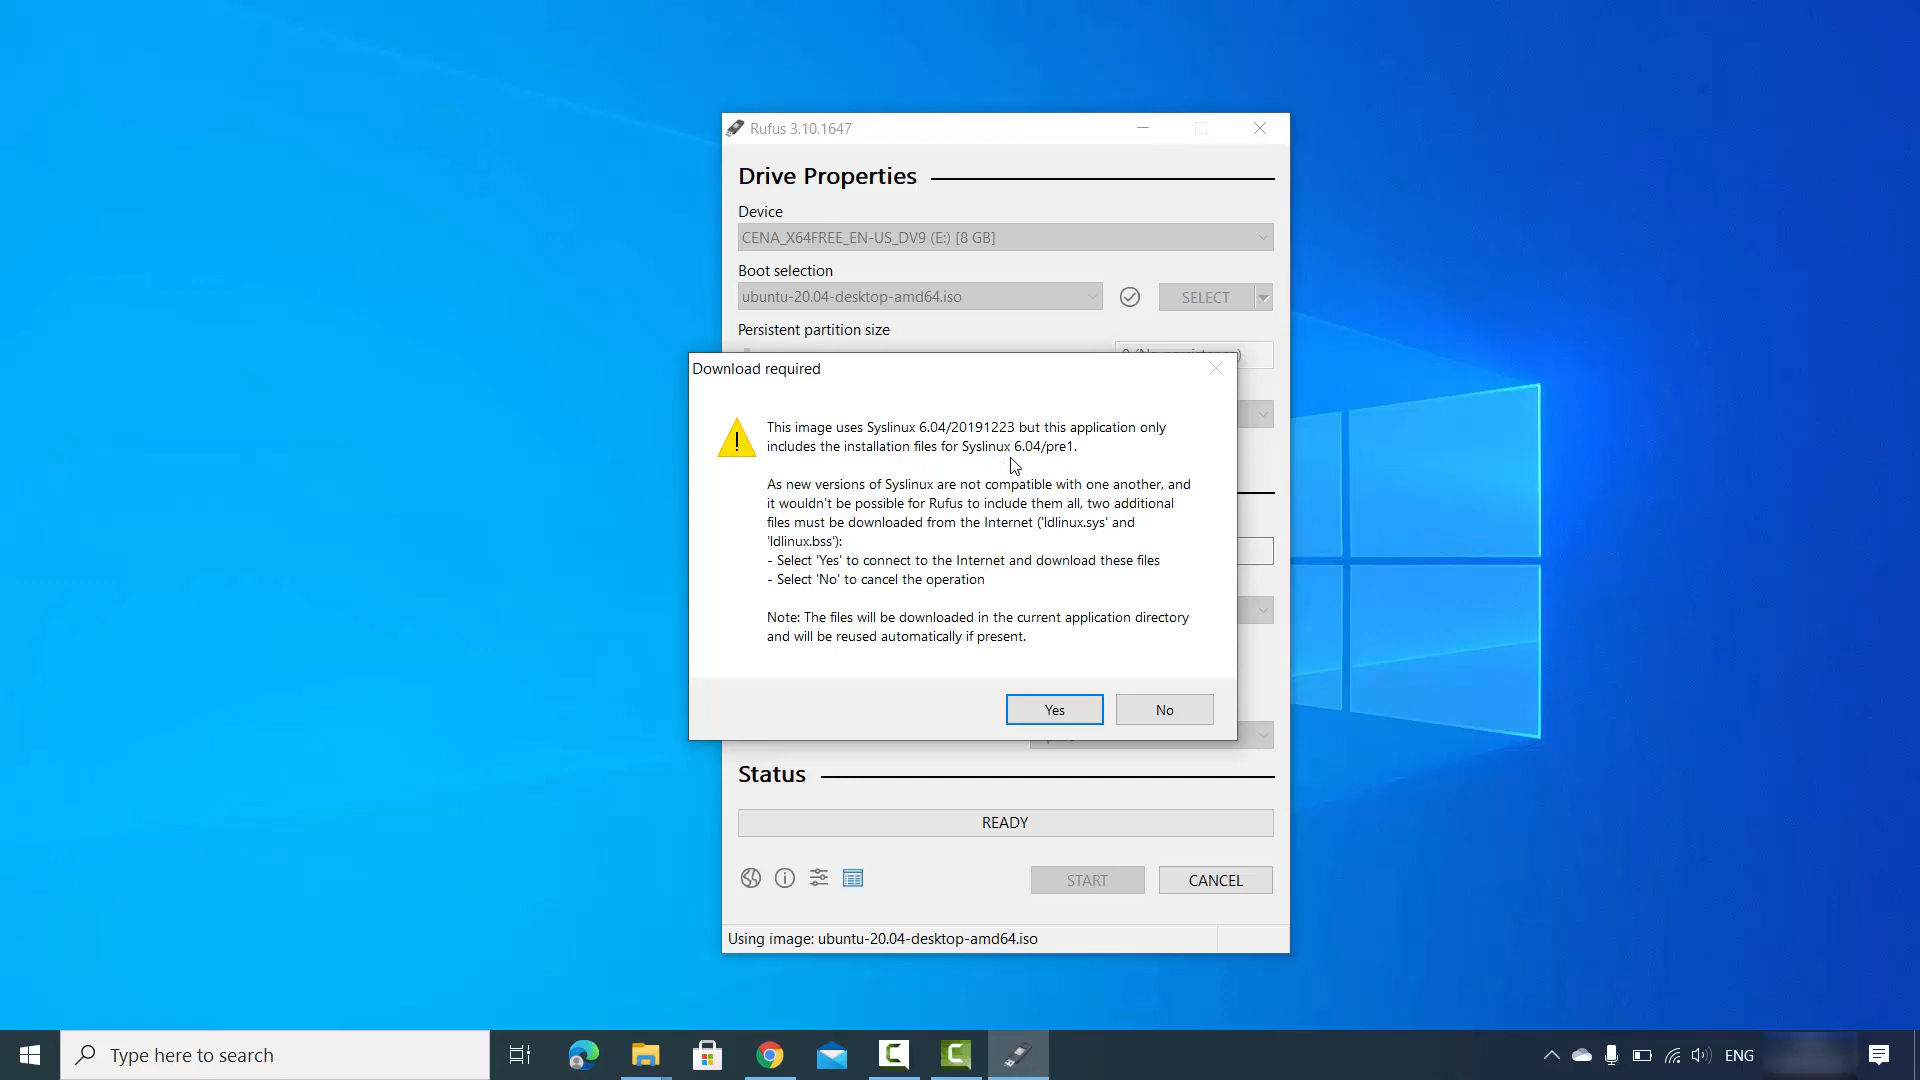 Rufus 3.10.1647
Drive Properties
Device
CENA_X64FREE_EN-US_DV9 (E:) [8 GB]
Boot selection
ubuntu-20.04-desktop-amd64.iso
SELECT
Persistent partition size
Download required
This image uses Syslinux 6.04/20191223 but this application only
includes the installation files for Syslinux 6.04/pre1.
As new versions of Syslinux are not compatible with one another, and
it wouldn't be possible for Rufus to include them all, two additional
files must be downloaded from the Internet ('ldlinux.sys' and
'ldlinux.bss'):
- Select 'Yes' to connect to the Internet and download these files
- Select 'No' to cancel the operation
Note: The files will be downloaded in the current application directory
and will be reused automatically if present.
Yes
No
Status
READY
START
CANCEL
Using image: ubuntu-20.04-desktop-amd64.iso
Type here to search
ENG